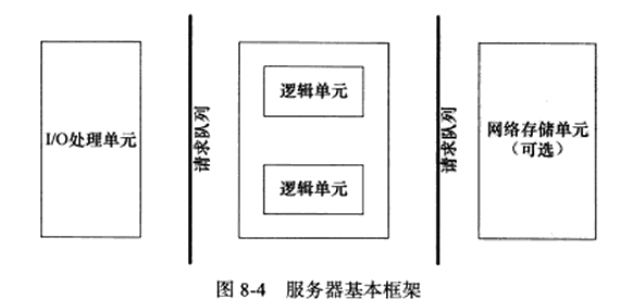 I/O处理单元
请求队列
逻辑单元
逻辑单元
请求队列
网络存储单元
（可选）
图 8-4 服务器基本框架